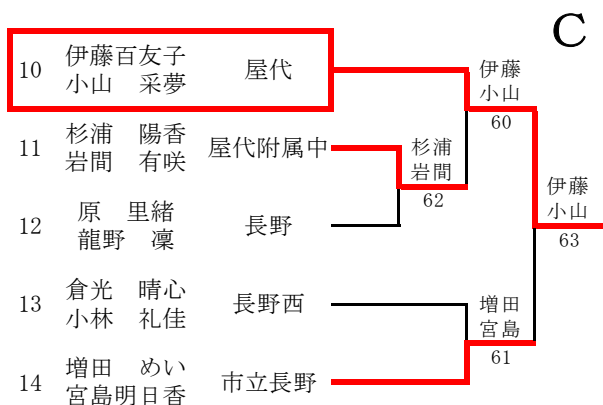 C
10 伊藤百友子 小山 采夢 屋代
11 杉浦 陽香 岩間 有咲 屋代附属中
12 原 里緒 龍野 凜 長野
13 倉光 晴心 小林 礼佳 長野西
14 増田 めい 宮島明日香 市立長野
杉浦
岩間
62
伊藤
小山
60
増田
宮島
61
伊藤
小山
63